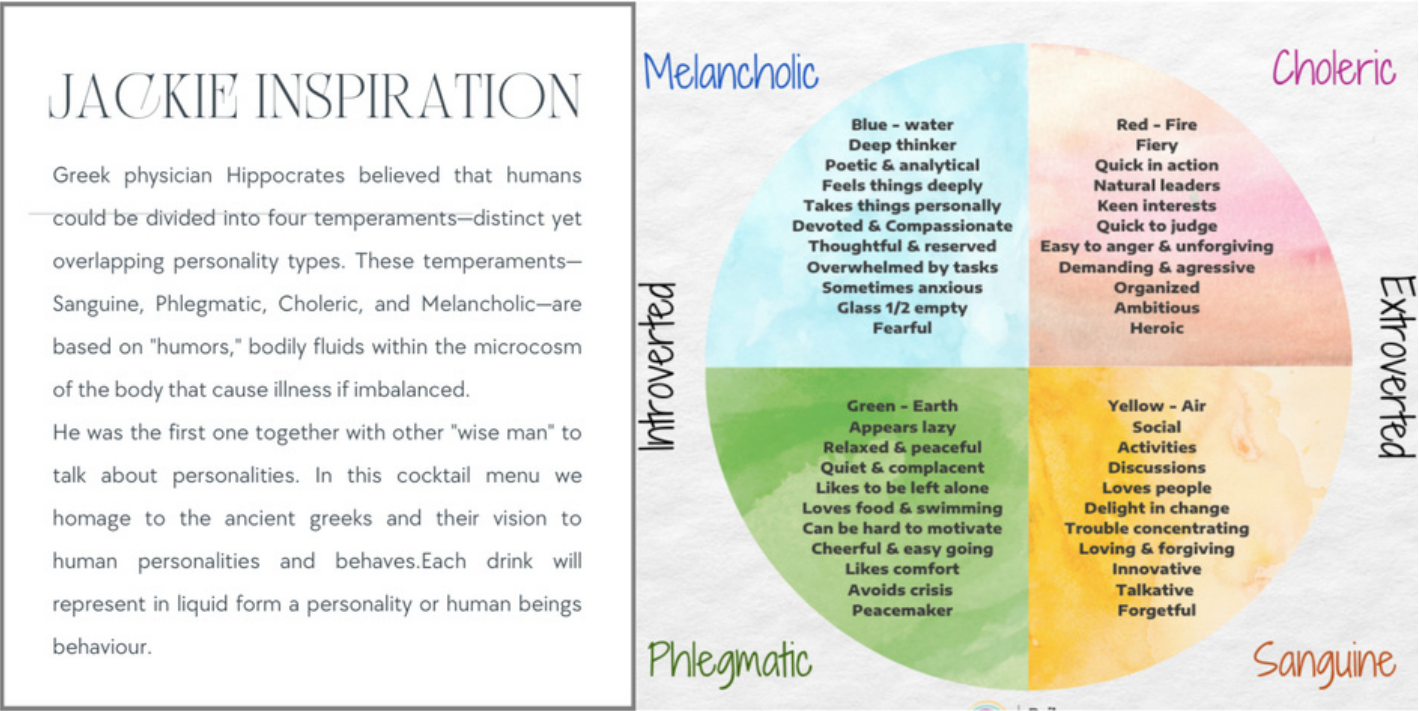 JACKIE INSPIRATION
Greek physician Hippocrates believed that humans
could be divided into four temperaments—distinct yet
overlapping personality types. These temperaments—
Sanguine, Phlegmatic, Choleric, and Melancholic—are
based on "humors," bodily fluids within the microcosm
of the body that cause illness if imbalanced.
He was the first one together with other "wise man" to
talk about personalities. In this cocktail menu we
homage to the ancient greeks and their vision to
human personalities and behaves.Each drink will
represent in liquid form a personality or human beings
behaviour.
Melancholic
Blue - water
Deep thinker
Poetic & analytical
Feels things deeply
Takes things personally
Devoted & Compassionate
Thoughtful & reserved
Overwhelmed by tasks
Sometimes anxious
Glass 1/2 empty
Fearful
Choleric
Red - Fire
Fiery
Quick in action
Natural leaders
Keen interests
Quick to judge
Easy to anger & unforgiving
Demanding & agressive
Organized
Ambitious
Heroic
Introverted
Extroverted
Green - Earth
Appears lazy
Relaxed & peaceful
Quiet & complacent
Likes to be left alone
Loves food & swimming
Can be hard to motivate
Cheerful & easy going
Likes comfort
Avoids crisis
Peacemaker
Phlegmatic
Yellow - Air
Social
Activities
Discussions
Loves people
Delight in change
Trouble concentrating
Loving & forgiving
Innovative
Talkative
Forgetful
Sanguine